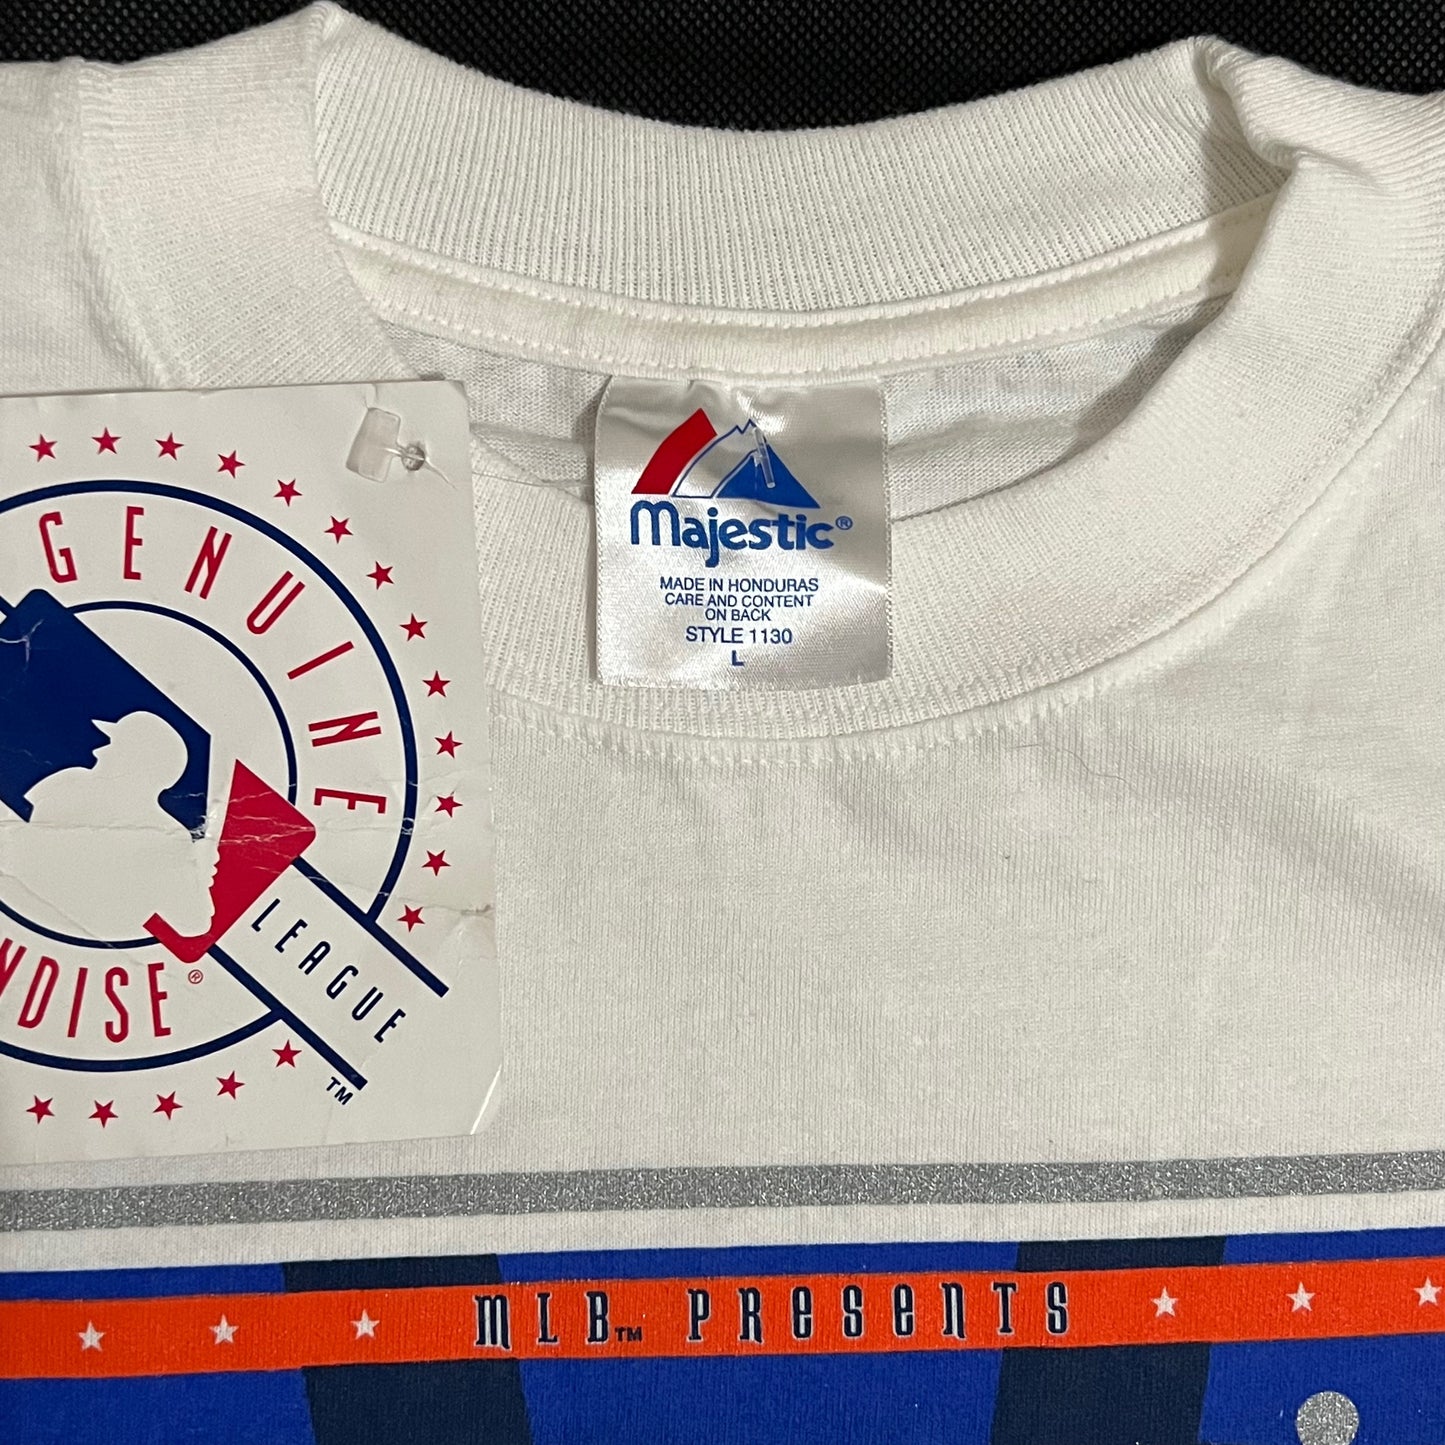 GENUINE
LEAGUE
NDISE®
TM
Majestic®
MADE IN HONDURAS
CARE AND CONTENT
ON BACK
STYLE 1130
L
MLB™ PRESENTS